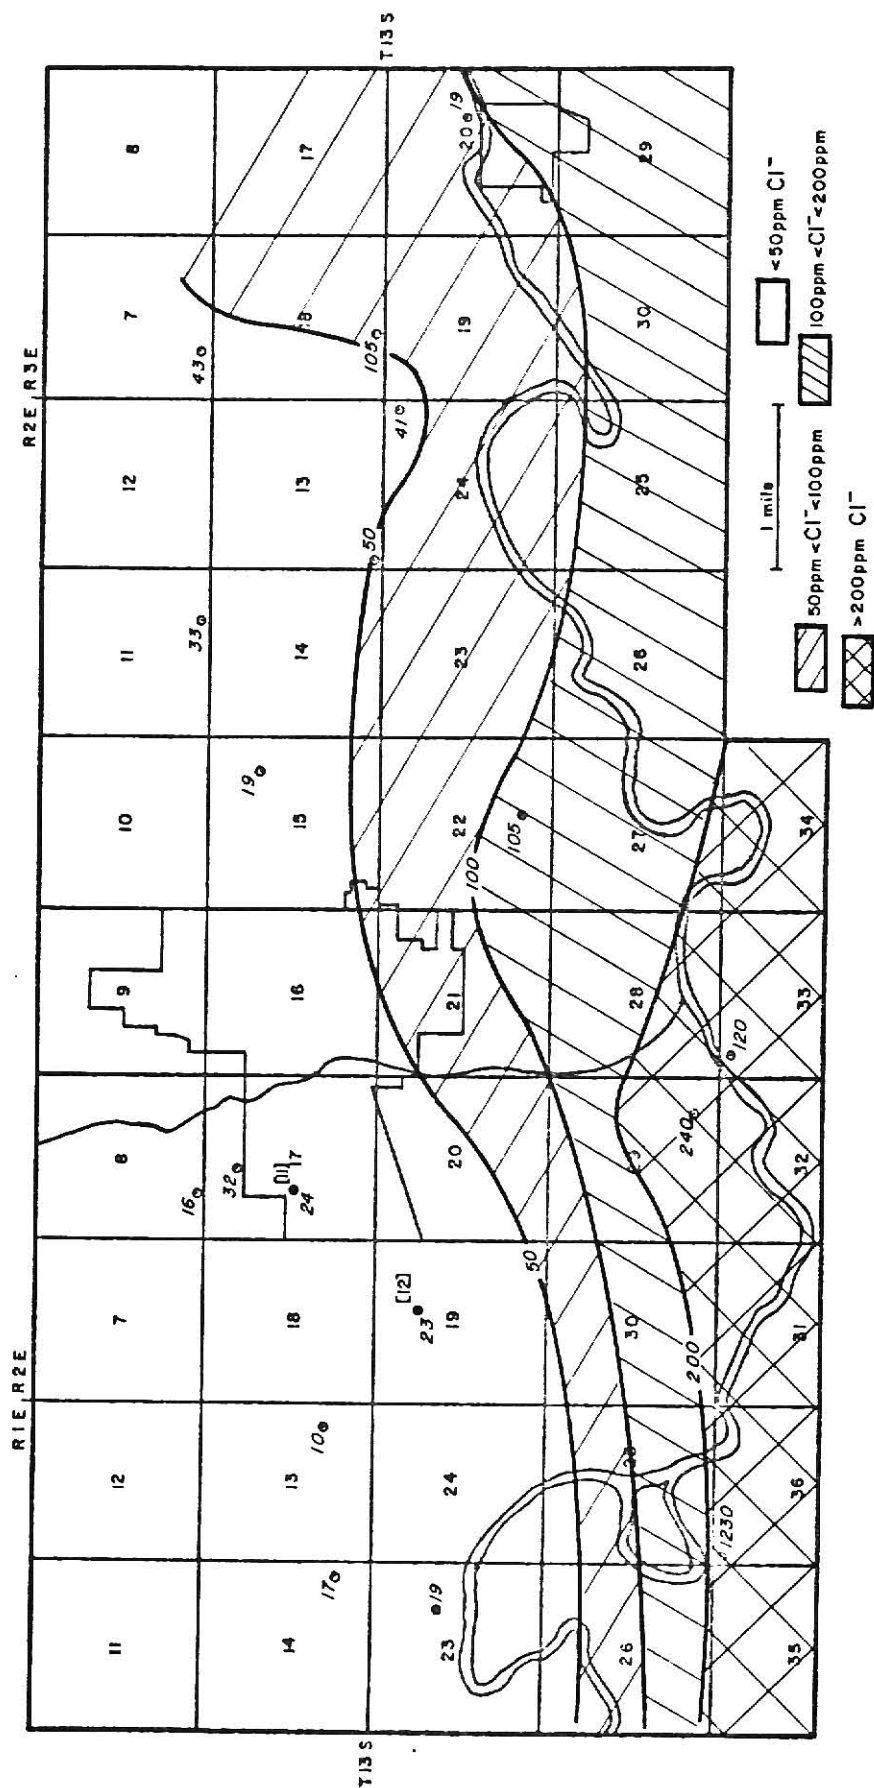 R1E R2E
R2E R3E
11 12 7 8 9 10 11 12 7 8
16 32 33 43
19
[11]
14 13 18 17 16 15 14 13 18 17
24
17 10
T13S 50 105 41 T13S
[12]
23 19
23 24 19 20 21 22 23 24 19 20 19
100
105
50
26 30 28 27 26 25 30 29
240
200
1230 120
35 36 31 32 33 34
1 mile
<50ppm Cl⁻
50ppm <Cl⁻<100ppm
100ppm <Cl⁻<200ppm
>200ppm Cl⁻